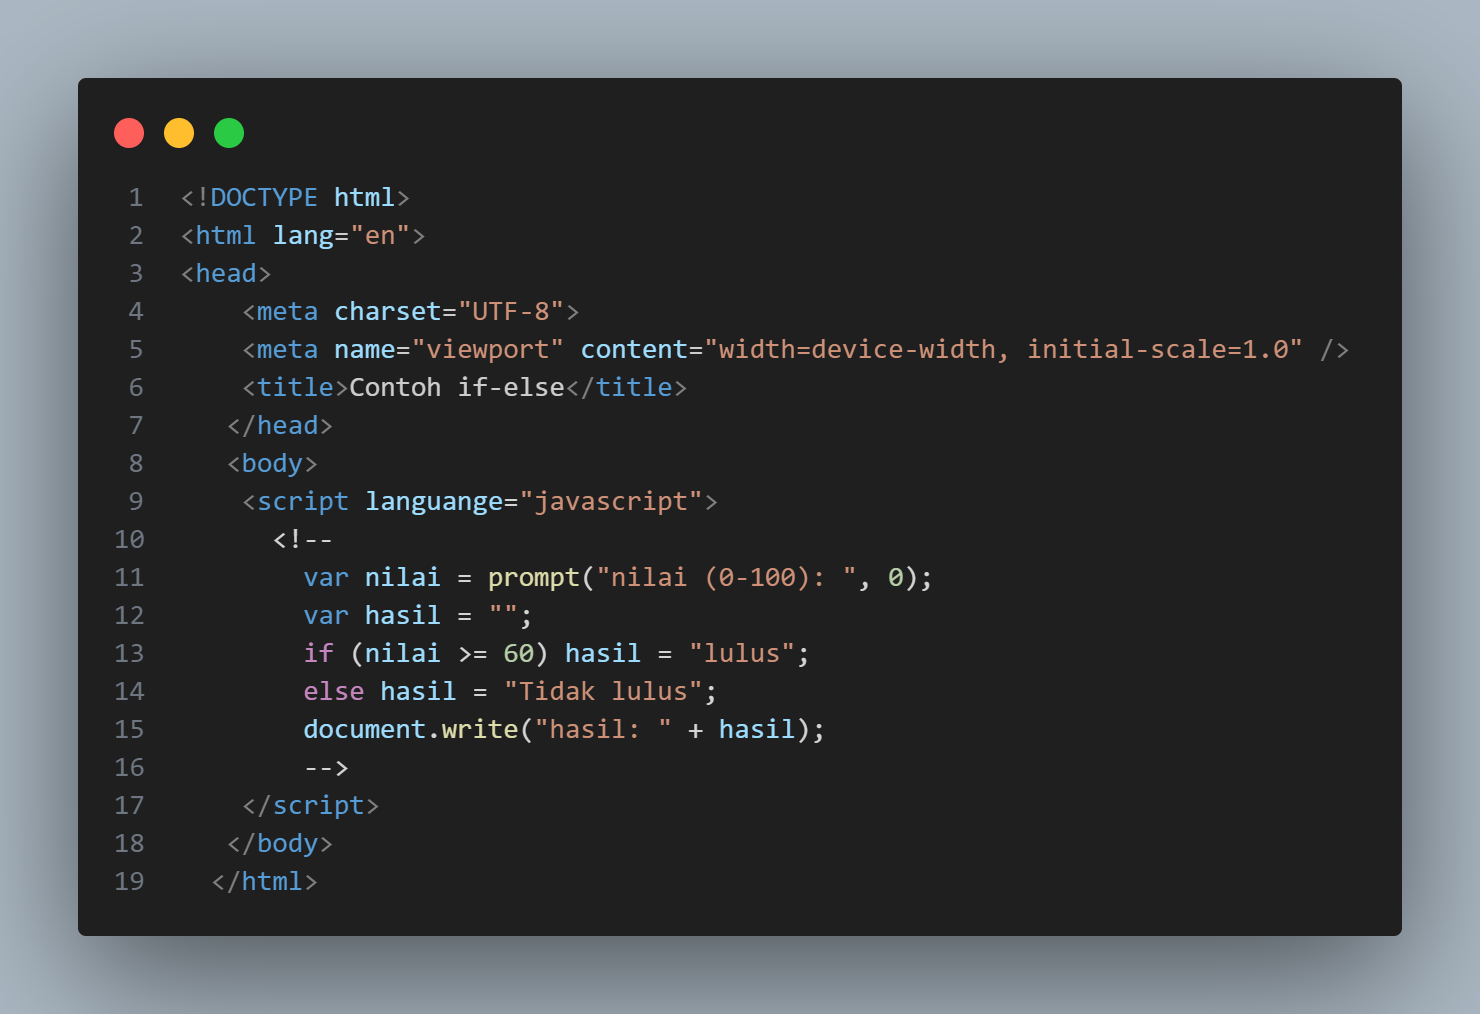 1 <!DOCTYPE html>
2 <html lang="en">
3 <head>
4     <meta charset="UTF-8">
5     <meta name="viewport" content="width=device-width, initial-scale=1.0" />
6     <title>Contoh if-else</title>
7    </head>
8    <body>
9     <script languange="javascript">
10       <!--
11         var nilai = prompt("nilai (0-100): ", 0);
12         var hasil = "";
13         if (nilai >= 60) hasil = "lulus";
14         else hasil = "Tidak lulus";
15         document.write("hasil: " + hasil);
16         -->
17     </script>
18    </body>
19   </html>